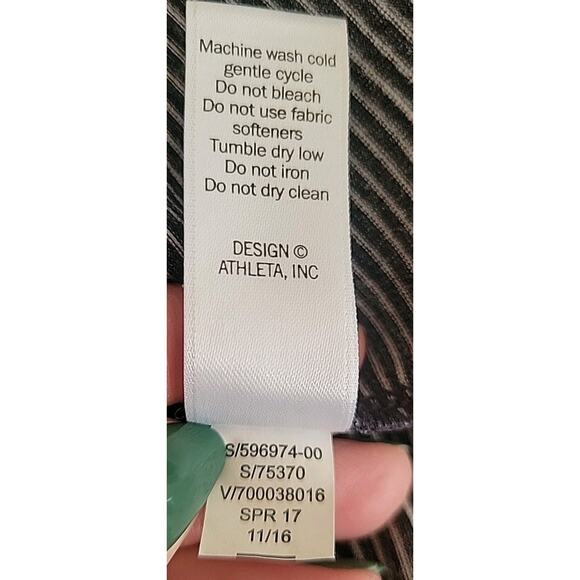 Machine wash cold
gentle cycle
Do not bleach
Do not use fabric
softeners
Tumble dry low
Do not iron
Do not dry clean
DESIGN ©
ATHLETA, INC
S/596974-00
S/75370
V/700038016
SPR 17
11/16